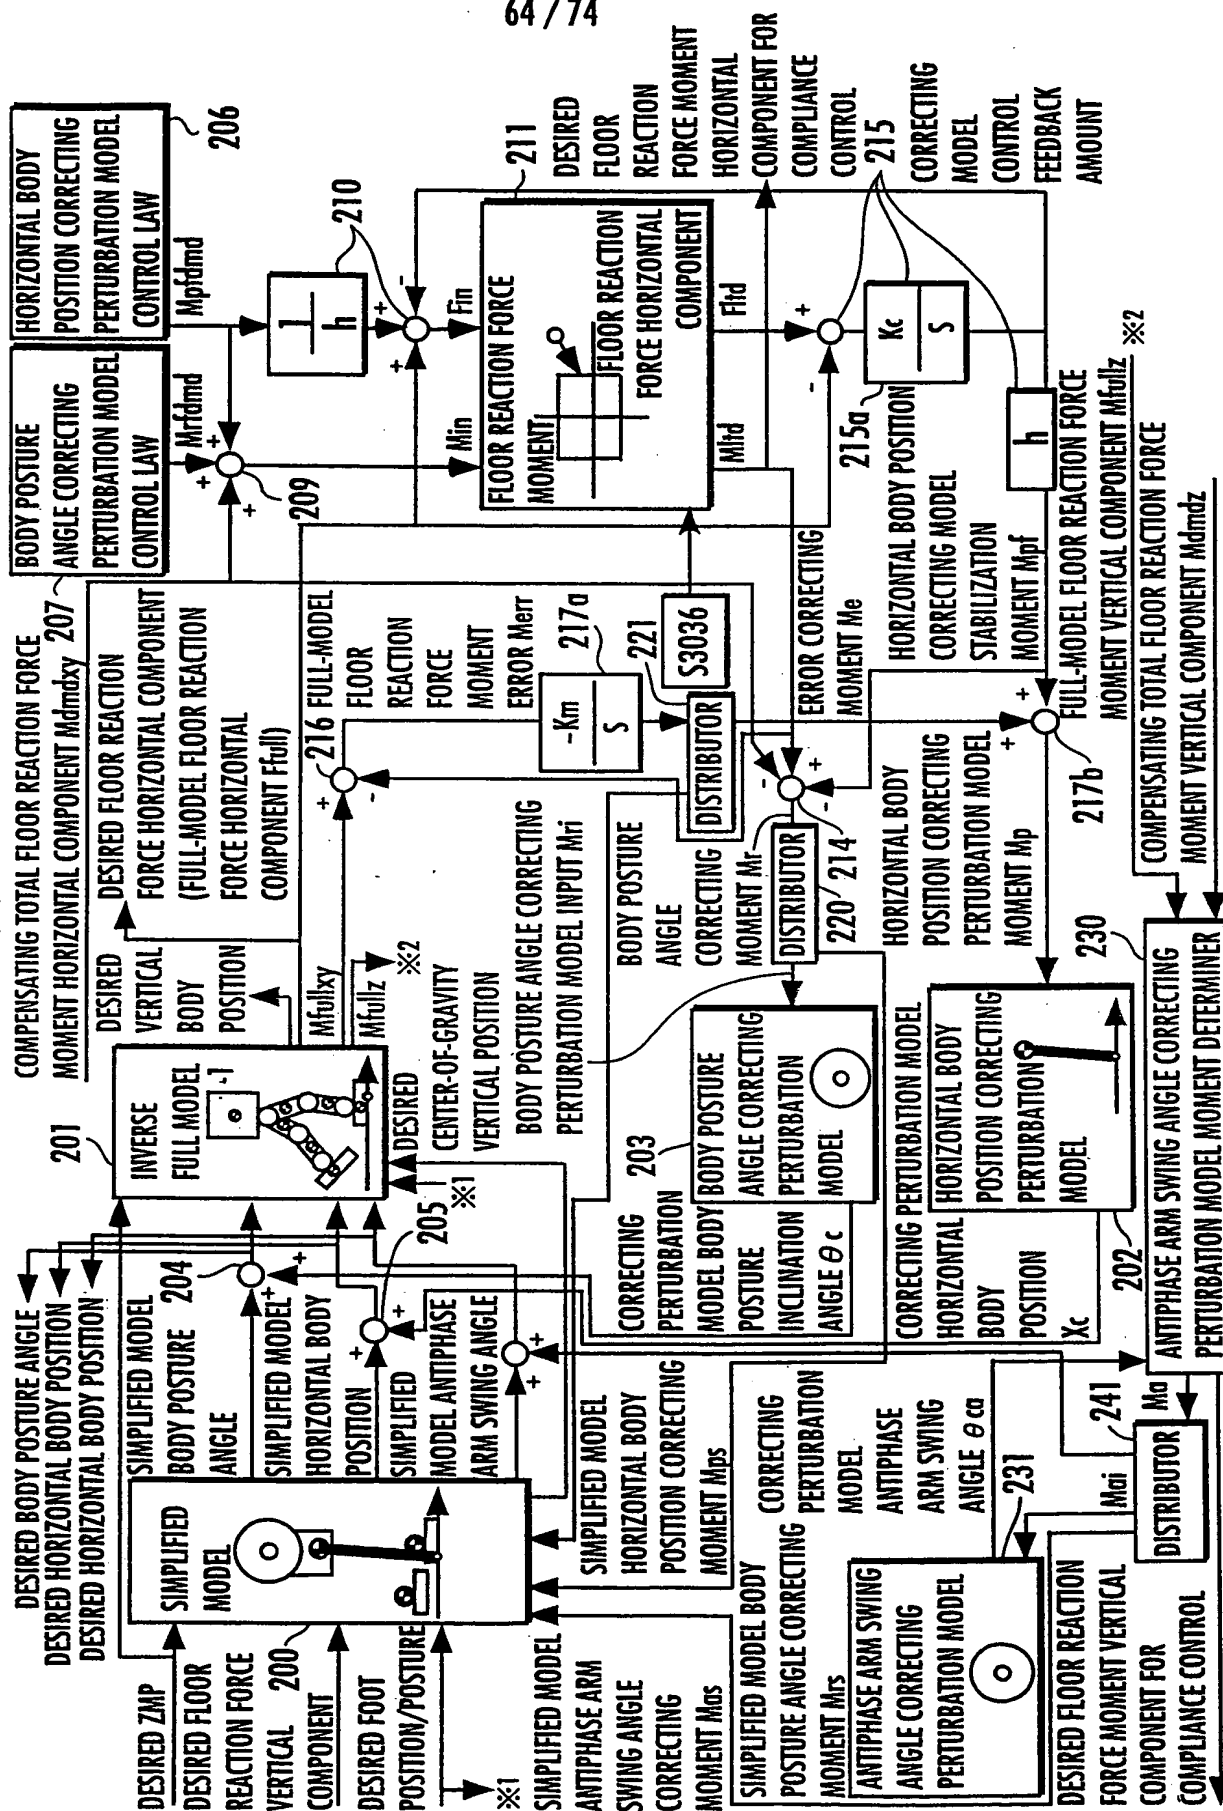 64 / 74
HORIZONTAL BODY
POSITION CORRECTING
PERTURBATION MODEL
CONTROL LAW
206
Mpfdmd
BODY POSTURE
ANGLE CORRECTING
PERTURBATION MODEL
CONTROL LAW
207
Mrfdmd
COMPENSATING TOTAL FLOOR REACTION FORCE
MOMENT HORIZONTAL COMPONENT Mdmdxy
1
h
210
209
+
+
+
+
+
-
Fin
Min
211
FLOOR REACTION FORCE
MOMENT
FLOOR REACTION
FORCE HORIZONTAL
COMPONENT
Mltd
Fltd
DESIRED
FLOOR
REACTION
FORCE MOMENT
HORIZONTAL
COMPONENT FOR
COMPLIANCE
CONTROL
215
CORRECTING
MODEL
CONTROL
FEEDBACK
AMOUNT
+
-
Kc
S
215a
h
S3036
DESIRED FLOOR REACTION
FORCE HORIZONTAL COMPONENT
(FULL-MODEL FLOOR REACTION
FORCE HORIZONTAL
COMPONENT Ffull)
DESIRED
VERTICAL
BODY
POSITION
216
+
-
FULL-MODEL
FLOOR
REACTION
FORCE
MOMENT
ERROR Merr
217a
-Km
S
221
DISTRIBUTOR
ERROR CORRECTING
MOMENT Me
HORIZONTAL BODY POSITION
CORRECTING MODEL
STABILIZATION
MOMENT Mpf
+
+
217b
FULL-MODEL FLOOR REACTION FORCE
MOMENT VERTICAL COMPONENT Mfullz ※2
COMPENSATING TOTAL FLOOR REACTION FORCE
MOMENT VERTICAL COMPONENT Mdmdz
Mfullxy
Mfullz
※2
201
INVERSE
FULL MODEL
-1
DESIRED
CENTER-OF-GRAVITY
VERTICAL POSITION
※1
BODY POSTURE ANGLE CORRECTING
PERTURBATION MODEL INPUT Mri
BODY POSTURE
ANGLE
CORRECTING
MOMENT Mr
-
+
-
214
DISTRIBUTOR
220
HORIZONTAL BODY
POSITION CORRECTING
PERTURBATION MODEL
MOMENT Mp
203
BODY POSTURE
ANGLE CORRECTING
PERTURBATION
MODEL
HORIZONTAL BODY
POSITION CORRECTING
PERTURBATION
MODEL
202
230
ANTIPHASE ARM SWING ANGLE CORRECTING
PERTURBATION MODEL MOMENT DETERMINER
DESIRED BODY POSTURE ANGLE
DESIRED HORIZONTAL BODY POSITION
DESIRED HORIZONTAL BODY POSITION
SIMPLIFIED MODEL
BODY POSTURE
ANGLE
204
+
+
SIMPLIFIED MODEL
HORIZONTAL BODY
POSITION
205
+
+
SIMPLIFIED
MODEL ANTIPHASE
ARM SWING ANGLE
+
+
CORRECTING
PERTURBATION
MODEL BODY
POSTURE
INCLINATION
ANGLE θc
CORRECTING PERTURBATION MODEL
HORIZONTAL
BODY
POSITION
Xc
SIMPLIFIED
MODEL
200
DESIRED ZMP
DESIRED FLOOR
REACTION FORCE
VERTICAL
COMPONENT
DESIRED FOOT
POSITION/POSTURE
※1
SIMPLIFIED MODEL
HORIZONTAL BODY
POSITION CORRECTING
MOMENT Mps
CORRECTING
PERTURBATION
MODEL
ANTIPHASE
ARM SWING
ANGLE θca
SIMPLIFIED MODEL
ANTIPHASE ARM
SWING ANGLE
CORRECTING
MOMENT Mas
SIMPLIFIED MODEL BODY
POSTURE ANGLE CORRECTING
MOMENT Mrs
231
ANTIPHASE ARM SWING
ANGLE CORRECTING
PERTURBATION MODEL
Ma
Mai
241
DISTRIBUTOR
DESIRED FLOOR REACTION
FORCE MOMENT VERTICAL
COMPONENT FOR
COMPLIANCE CONTROL